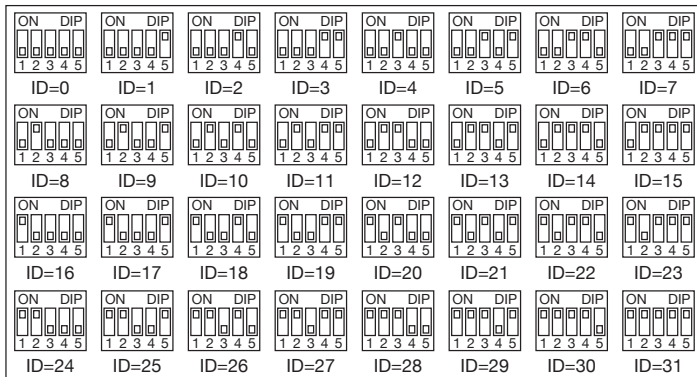 ON DIP ON DIP ON DIP ON DIP ON DIP ON DIP ON DIP ON DIP
1 2 3 4 5 1 2 3 4 5 1 2 3 4 5 1 2 3 4 5 1 2 3 4 5 1 2 3 4 5 1 2 3 4 5 1 2 3 4 5
ID=0 ID=1 ID=2 ID=3 ID=4 ID=5 ID=6 ID=7
ON DIP ON DIP ON DIP ON DIP ON DIP ON DIP ON DIP ON DIP
1 2 3 4 5 1 2 3 4 5 1 2 3 4 5 1 2 3 4 5 1 2 3 4 5 1 2 3 4 5 1 2 3 4 5 1 2 3 4 5
ID=8 ID=9 ID=10 ID=11 ID=12 ID=13 ID=14 ID=15
ON DIP ON DIP ON DIP ON DIP ON DIP ON DIP ON DIP ON DIP
1 2 3 4 5 1 2 3 4 5 1 2 3 4 5 1 2 3 4 5 1 2 3 4 5 1 2 3 4 5 1 2 3 4 5 1 2 3 4 5
ID=16 ID=17 ID=18 ID=19 ID=20 ID=21 ID=22 ID=23
ON DIP ON DIP ON DIP ON DIP ON DIP ON DIP ON DIP ON DIP
1 2 3 4 5 1 2 3 4 5 1 2 3 4 5 1 2 3 4 5 1 2 3 4 5 1 2 3 4 5 1 2 3 4 5 1 2 3 4 5
ID=24 ID=25 ID=26 ID=27 ID=28 ID=29 ID=30 ID=31